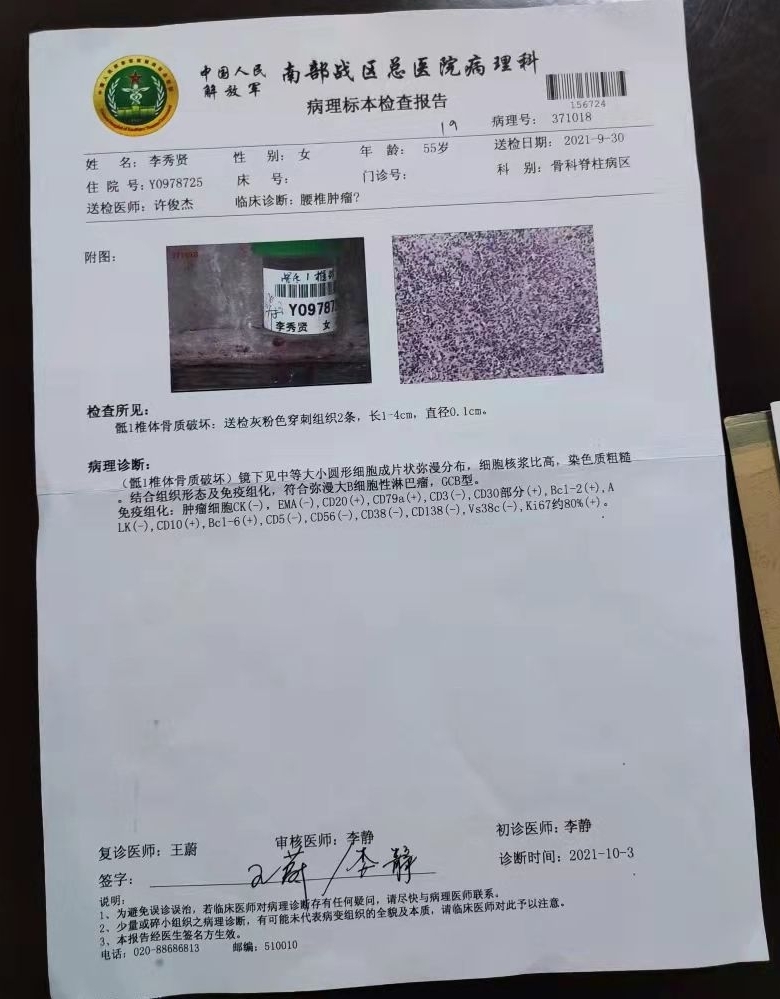 中国人民
解放军
南部战区总医院病理科
病理标本检查报告
156724
19
病理号: 371018
姓 名: 李秀贤 性 别: 女 年 龄: 55岁 送检日期: 2021-9-30
住 院 号: Y0978725 床 号: 门诊号: 科 别: 骨科脊柱病区
送检医师: 许俊杰 临床诊断: 腰椎肿瘤?
附图:
371018
Y09787
李秀贤 女
检查所见:
骶1椎体骨质破坏: 送检灰粉色穿刺组织2条, 长1-4cm, 直径0.1cm。
病理诊断:
(骶1椎体骨质破坏) 镜下见中等大小圆形细胞成片状弥漫分布, 细胞核浆比高, 染色质粗糙
。结合组织形态及免疫组化, 符合弥漫大B细胞性淋巴瘤, GCB型。
免疫组化: 肿瘤细胞CK(-), EMA(-), CD20(+), CD79a(+), CD3(-), CD30部分(+), Bcl-2(+), A
LK(-), CD10(+), Bcl-6(+), CD5(-), CD56(-), CD38(-), CD138(-), Vs38c(-), Ki67约80%(+)。
复诊医师: 王蔚 审核医师: 李静 初诊医师: 李静
签字: 王蔚/李静 诊断时间: 2021-10-3
说明:
1、为避免误诊误治, 若临床医师对病理诊断存有任何疑问, 请尽快与病理医师联系。
2、少量或碎小组织之病理诊断, 有可能未代表病变组织的全貌及本质, 请临床医师对此予以注意。
3、本报告经医生签名方生效。
电话: 020-88686813 邮编: 510010